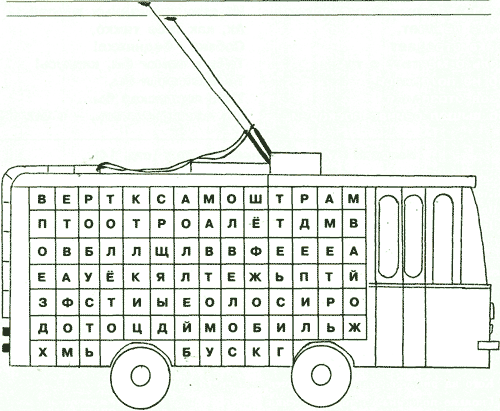 В Е Р Т К С А М О Ш Т Р А М
П Т О О Т Р О А Л Ё Т Д М В
О В Б Л Л Щ Л В В Ф Е Е Е А
Е А У Ё К Я Л Т Е Ж Ь П Т Й
З Ф С Т И Ы Е О Л О С И Р О
Д О Т О Ц Д Й М О Б И Л Ь Ж
Х М Ь Б У С К Г